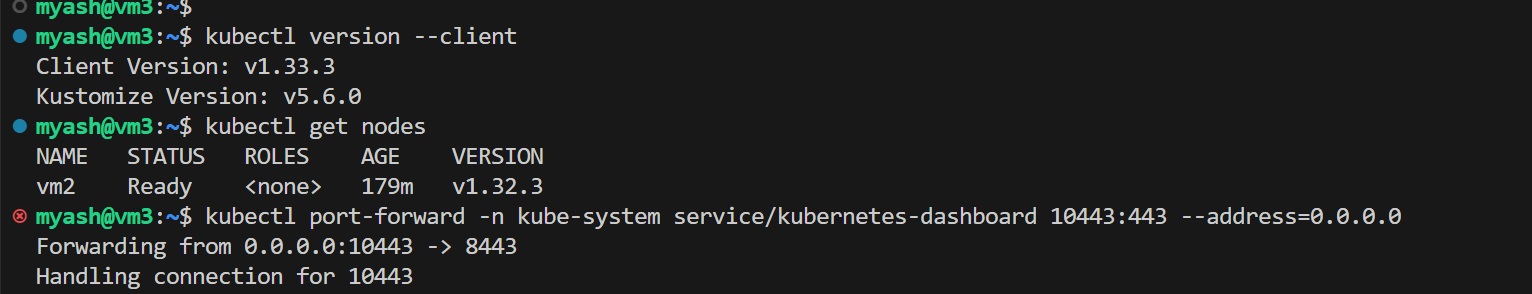 myash@vm3:~$
myash@vm3:~$ kubectl version --client
Client Version: v1.33.3
Kustomize Version: v5.6.0
myash@vm3:~$ kubectl get nodes
NAME   STATUS   ROLES    AGE    VERSION
vm2    Ready    <none>   179m   v1.32.3
myash@vm3:~$ kubectl port-forward -n kube-system service/kubernetes-dashboard 10443:443 --address=0.0.0.0
Forwarding from 0.0.0.0:10443 -> 8443
Handling connection for 10443